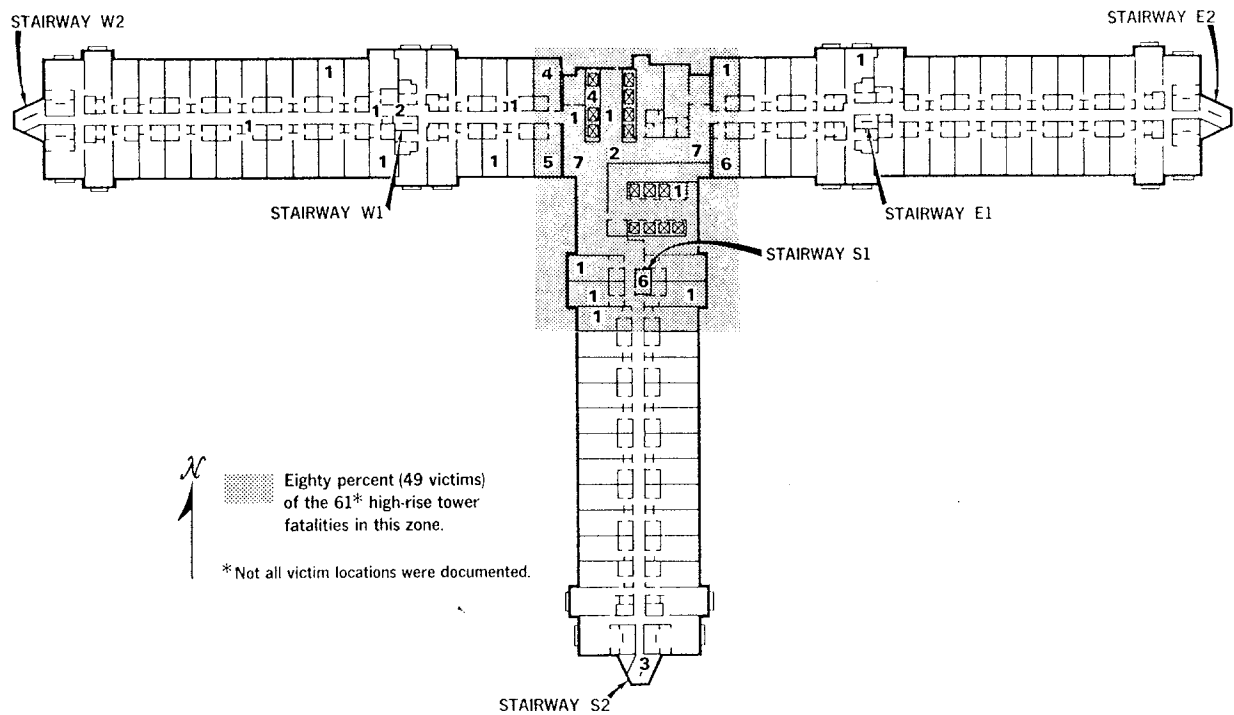 STAIRWAY W2
STAIRWAY E2
1
4
1
1
4
1
1
2
1
1
1
1
2
7
1
1
5
7
6
STAIRWAY W1
1
STAIRWAY E1
STAIRWAY S1
1
6
1
1
1
N
Eighty percent (49 victims)
of the 61* high-rise tower
fatalities in this zone.
*Not all victim locations were documented.
3
STAIRWAY S2